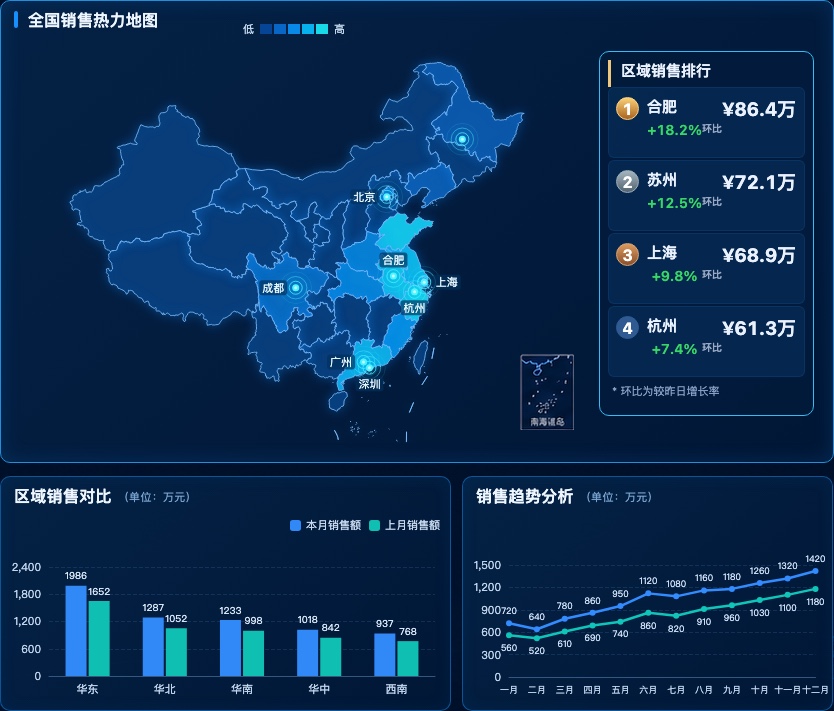 全国销售热力地图
低 高
北京
合肥
成都
上海
杭州
广州
深圳
南海诸岛
区域销售排行
1 合肥 ¥86.4万
+18.2%环比
2 苏州 ¥72.1万
+12.5%环比
3 上海 ¥68.9万
+9.8% 环比
4 杭州 ¥61.3万
+7.4% 环比
* 环比为较昨日增长率
区域销售对比 (单位: 万元)
本月销售额 上月销售额
2,400
1,800
1,200
600
0
1986 1652
1287 1052
1233 998
1018 842
937 768
华东 华北 华南 华中 西南
销售趋势分析 (单位: 万元)
1,500
1,200
900
600
300
0
720 640 780 860 950 1120 1080 1160 1180 1260 1320 1420
560 520 610 690 740 860 820 910 960 1030 1100 1180
一月 二月 三月 四月 五月 六月 七月 八月 九月 十月 十一月 十二月